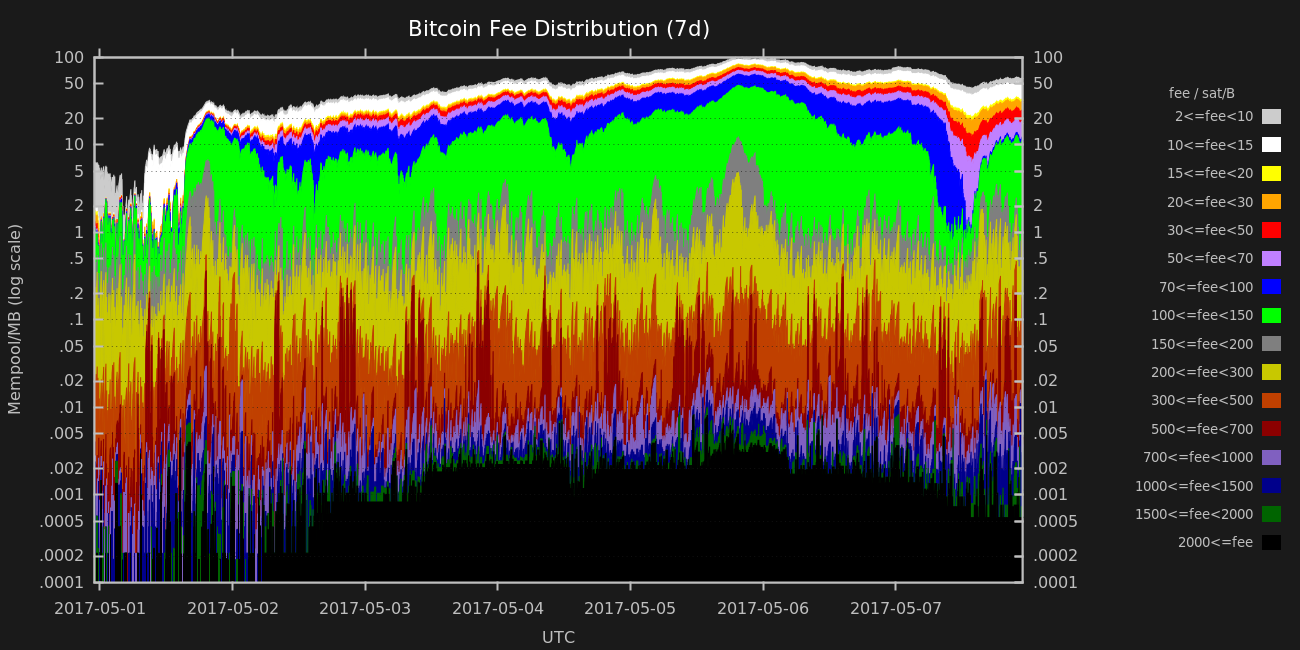 Bitcoin Fee Distribution (7d)
Mempool/MB (log scale)
100
50
20
10
5
2
1
.5
.2
.1
.05
.02
.01
.005
.002
.001
.0005
.0002
.0001
100
50
20
10
5
2
1
.5
.2
.1
.05
.02
.01
.005
.002
.001
.0005
.0002
.0001
2017-05-01 2017-05-02 2017-05-03 2017-05-04 2017-05-05 2017-05-06 2017-05-07
UTC
fee / sat/B
2<=fee<10
10<=fee<15
15<=fee<20
20<=fee<30
30<=fee<50
50<=fee<70
70<=fee<100
100<=fee<150
150<=fee<200
200<=fee<300
300<=fee<500
500<=fee<700
700<=fee<1000
1000<=fee<1500
1500<=fee<2000
2000<=fee